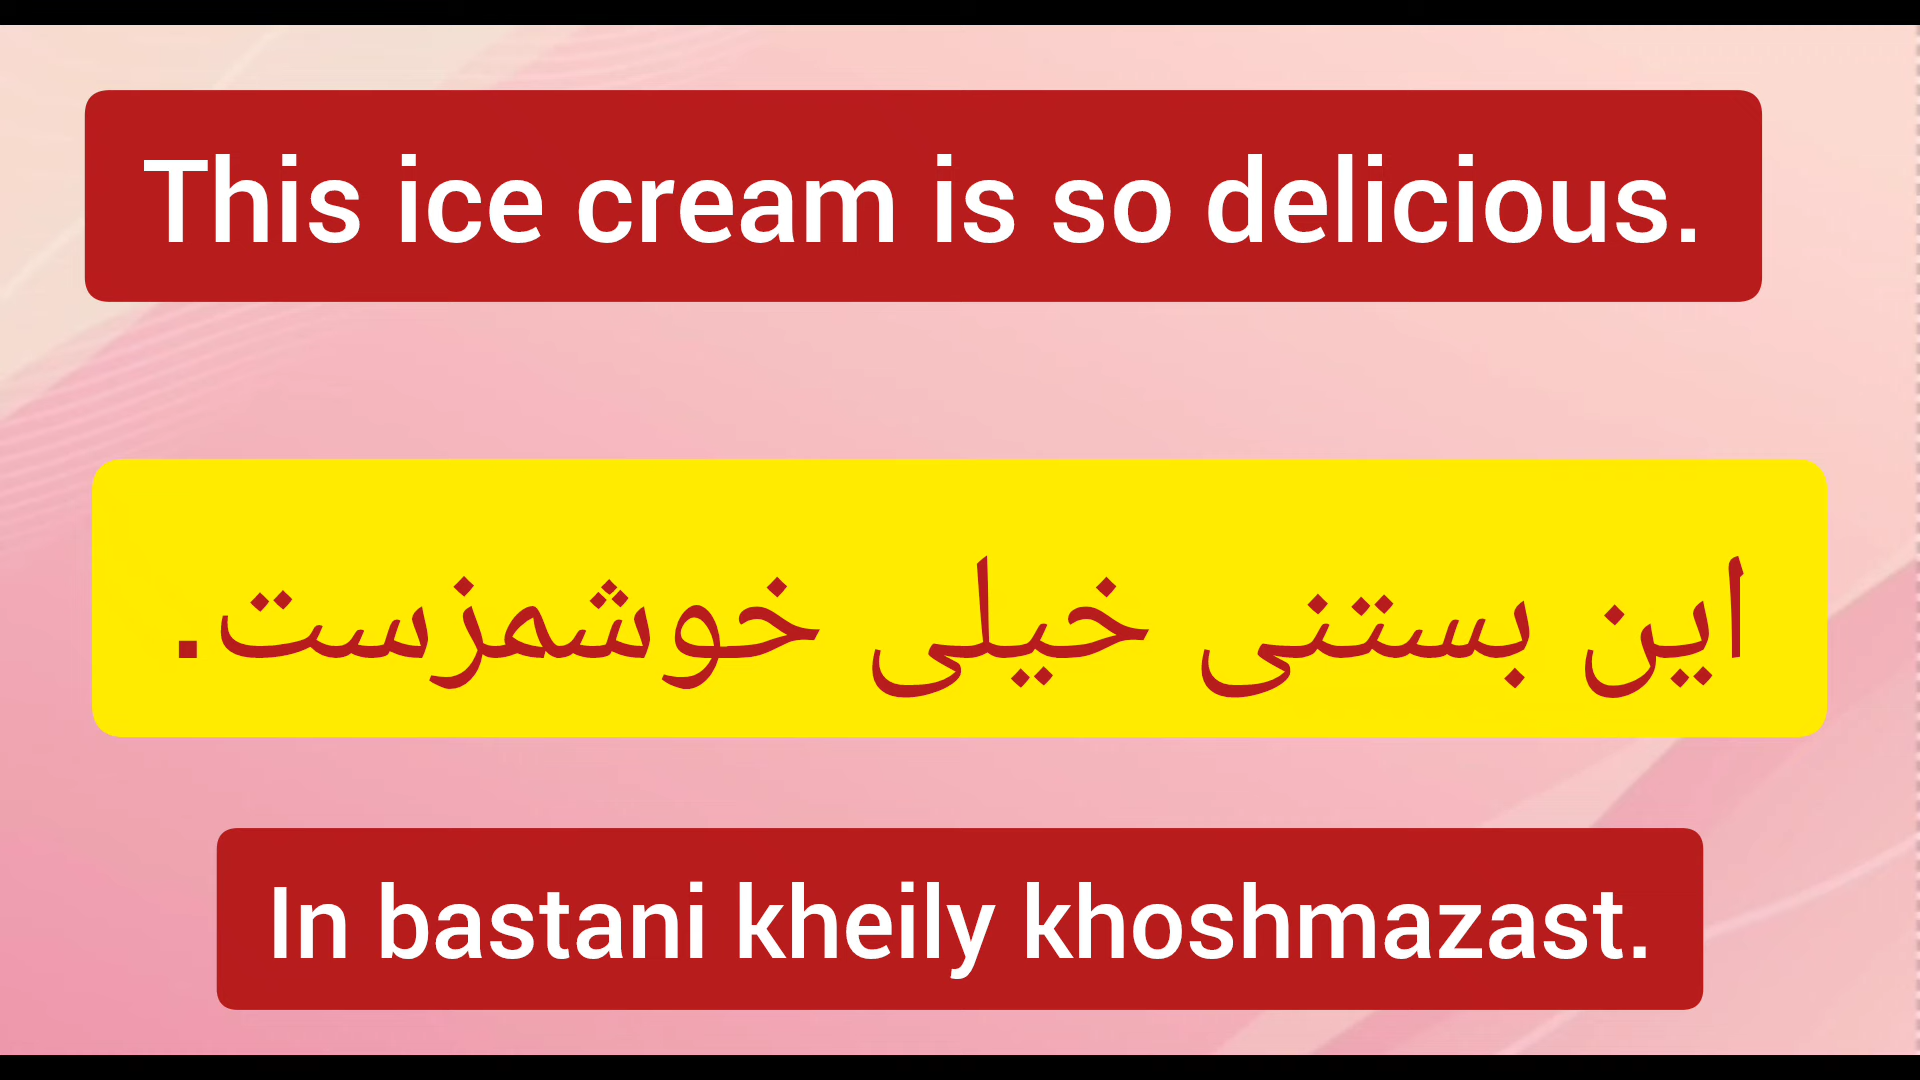 This ice cream is so delicious.
این بستنی خیلی خوشمزست.
In bastani kheily khoshmazast.